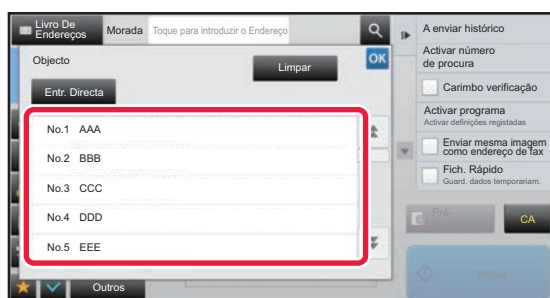 Livro De
Endereços
Morada
Toque para introduzir o Endereço
Objecto
Limpar
OK
Entr. Directa
No.1 AAA
No.2 BBB
No.3 CCC
No.4 DDD
No.5 EEE
Outros
A enviar histórico
Activar número
de procura
Carimbo verificação
Activar programa
Activar definições registadas
Enviar mesma imagem
como endereço de fax
Fich. Rápido
Guard. dados temporariam.
CA